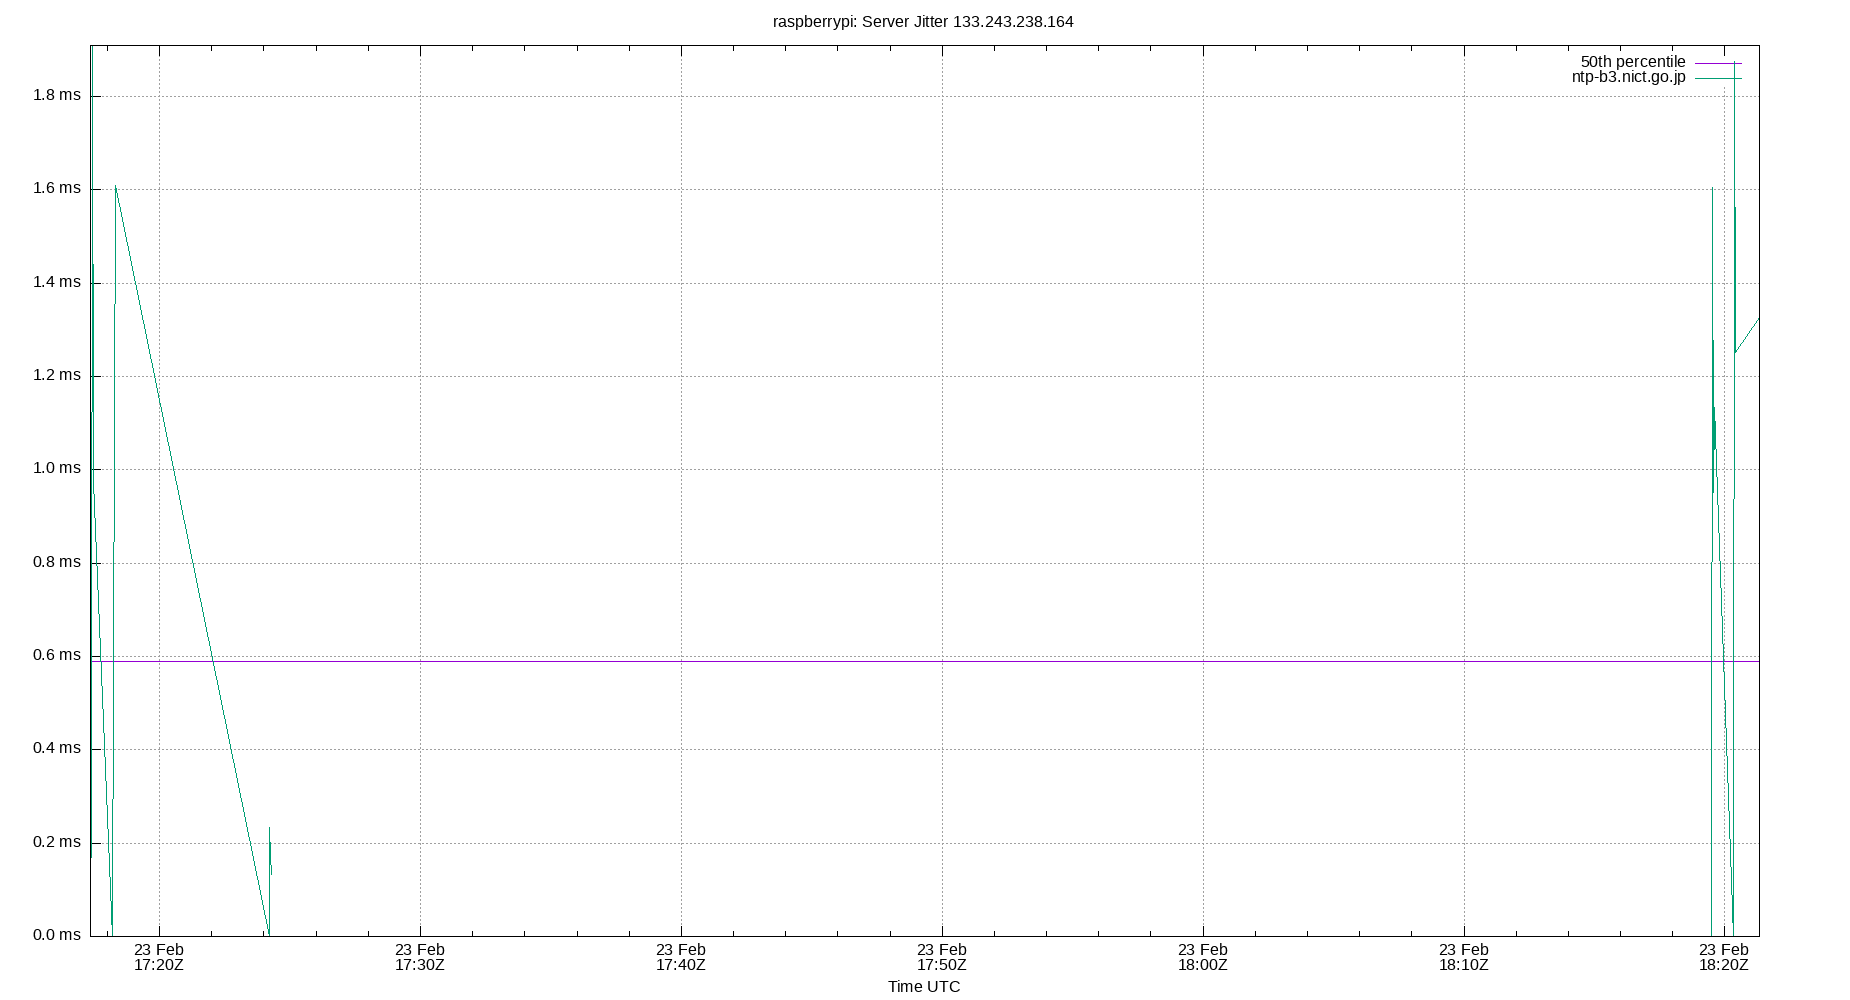 raspberrypi: Server Jitter 133.243.238.164
50th percentile
ntp-b3.nict.go.jp
1.8 ms
1.6 ms
1.4 ms
1.2 ms
1.0 ms
0.8 ms
0.6 ms
0.4 ms
0.2 ms
0.0 ms
23 Feb 23 Feb 23 Feb 23 Feb 23 Feb 23 Feb 23 Feb
17:20Z 17:30Z 17:40Z 17:50Z 18:00Z 18:10Z 18:20Z
Time UTC